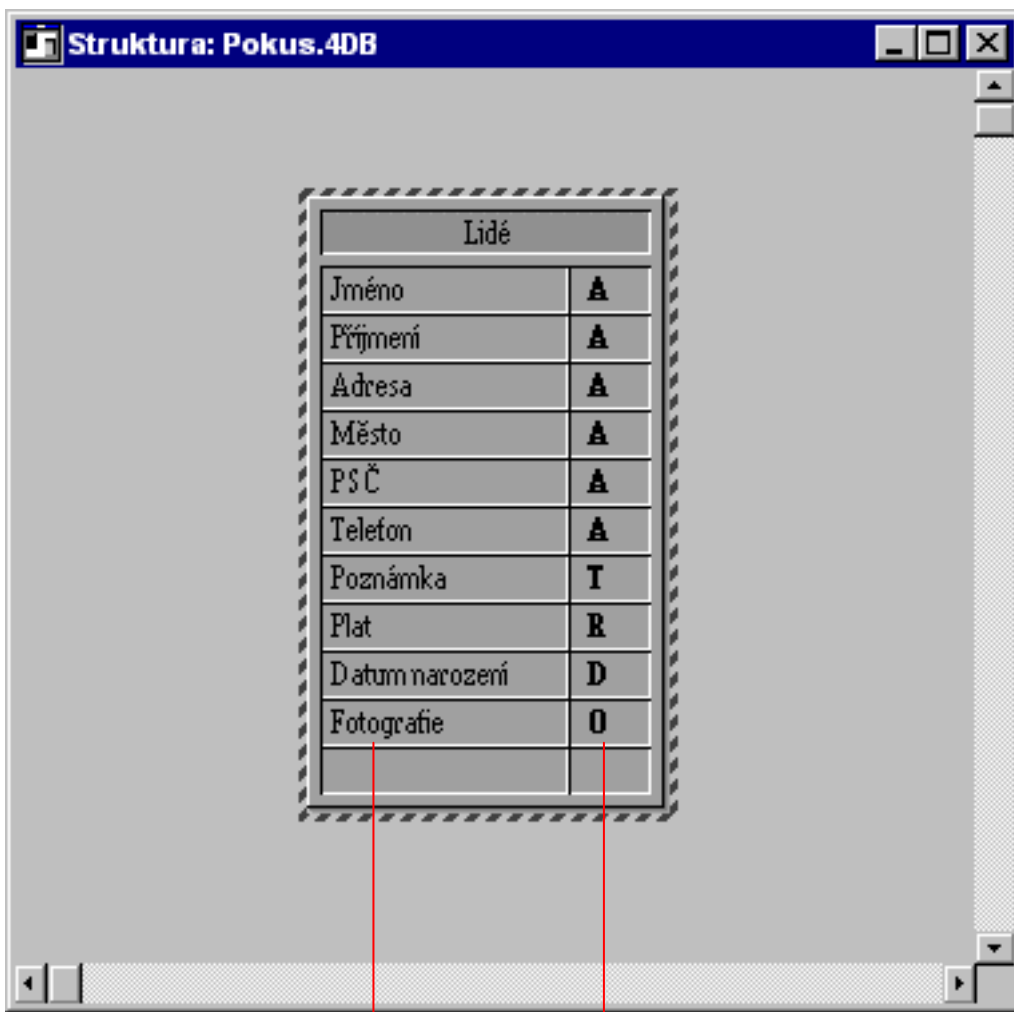 Struktura: Pokus.4DB
Lidé
Jméno A
Příjmení A
Adresa A
Město A
PSČ A
Telefon A
Poznámka T
Plat R
Datum narození D
Fotografie O